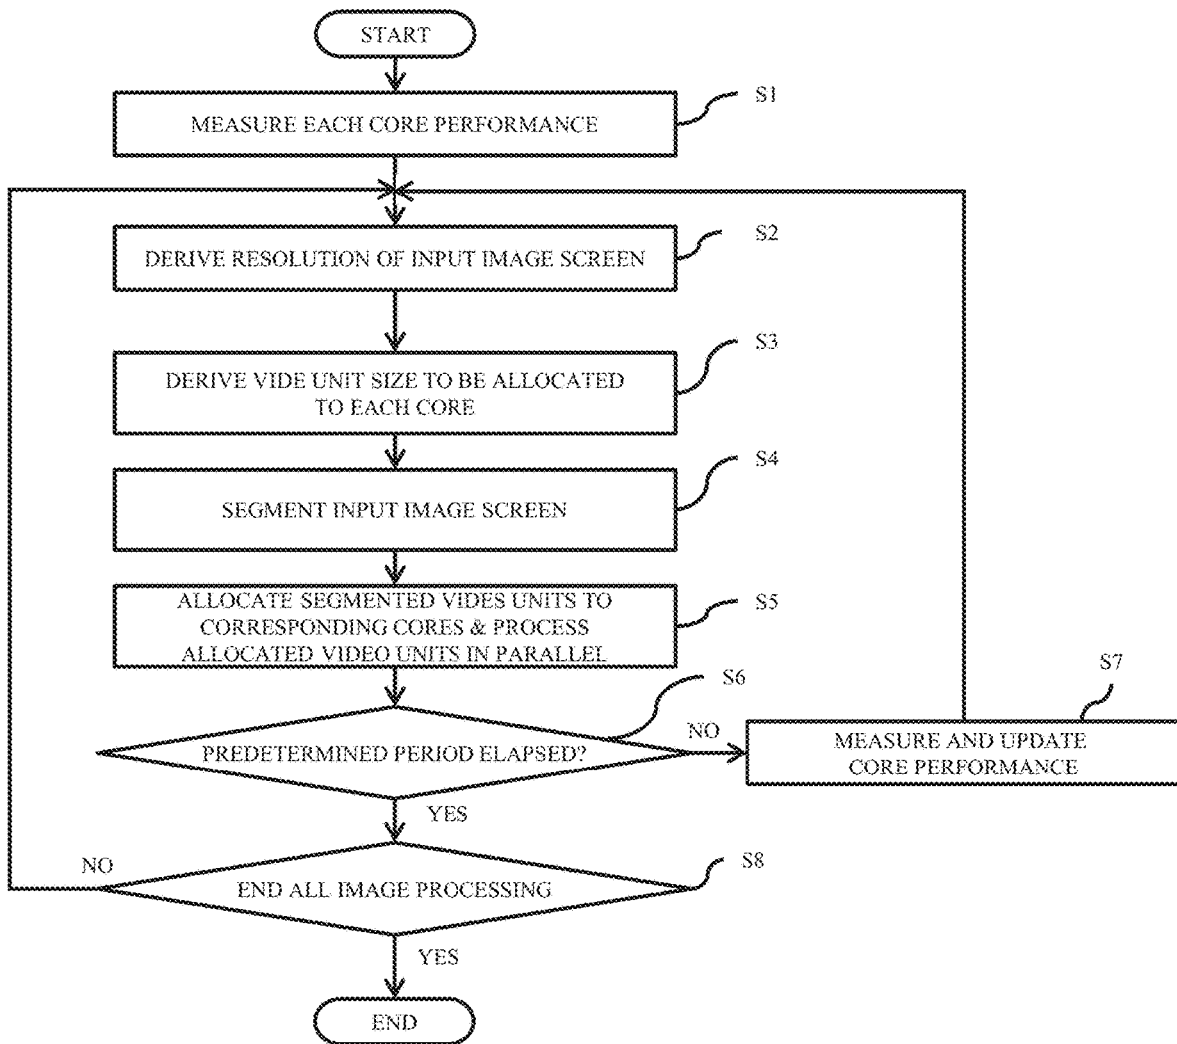 START
S1
MEASURE EACH CORE PERFORMANCE
S2
DERIVE RESOLUTION OF INPUT IMAGE SCREEN
S3
DERIVE VIDE UNIT SIZE TO BE ALLOCATED
TO EACH CORE
S4
SEGMENT INPUT IMAGE SCREEN
S5
ALLOCATE SEGMENTED VIDES UNITS TO
CORRESPONDING CORES & PROCESS
ALLOCATED VIDEO UNITS IN PARALLEL
S6
PREDETERMINED PERIOD ELAPSED?
NO
S7
MEASURE AND UPDATE
CORE PERFORMANCE
YES
S8
NO
END ALL IMAGE PROCESSING
YES
END